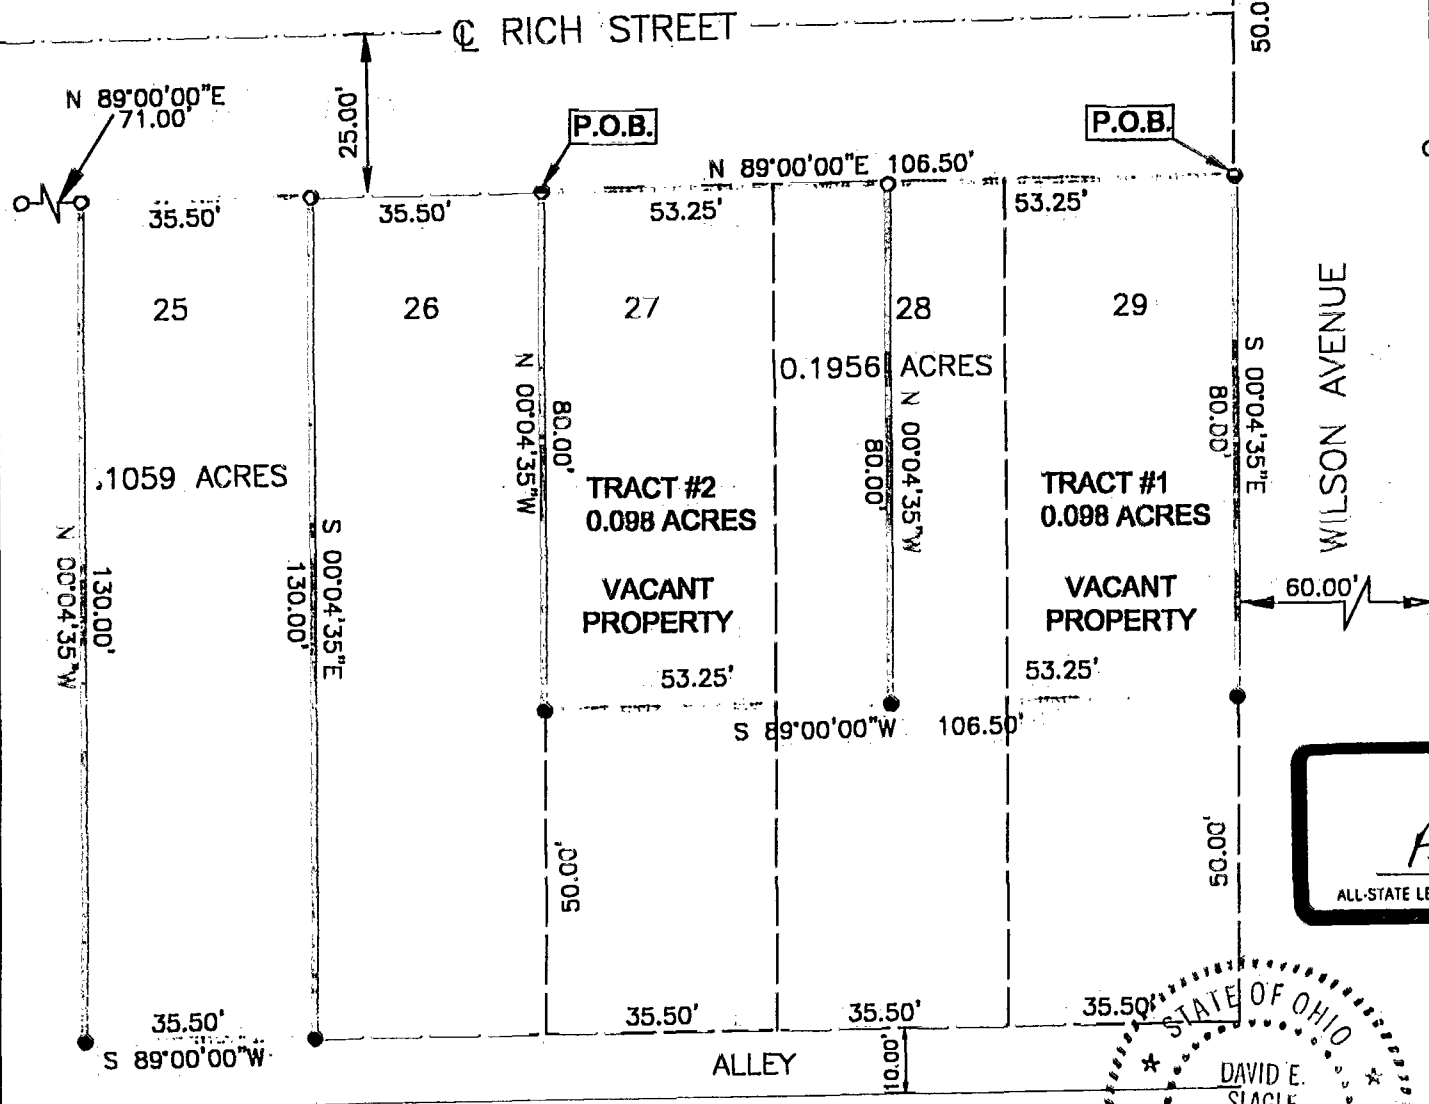 ℄ RICH STREET
50.0
N 89°00'00"E
71.00'
25.00'
P.O.B.
P.O.B.
N 89°00'00"E 106.50'
35.50'
35.50'
53.25'
53.25'
25
26
27
28
29
0.1956 ACRES
.1059 ACRES
N 00°04'35"W
130.00'
S 00°04'35"E
130.00'
N 00°04'35"W
80.00'
N 00°04'35"W
80.00'
S 00°04'35"E
80.00'
WILSON AVENUE
60.00'
TRACT #2
0.098 ACRES
VACANT
PROPERTY
TRACT #1
0.098 ACRES
VACANT
PROPERTY
53.25'
53.25'
S 89°00'00"W 106.50'
50.00'
50.00'
ALL-STATE LE
35.50'
S 89°00'00"W
35.50'
35.50'
35.50'
ALLEY
10.00'
STATE OF OHIO
DAVID E.
SLAGLE